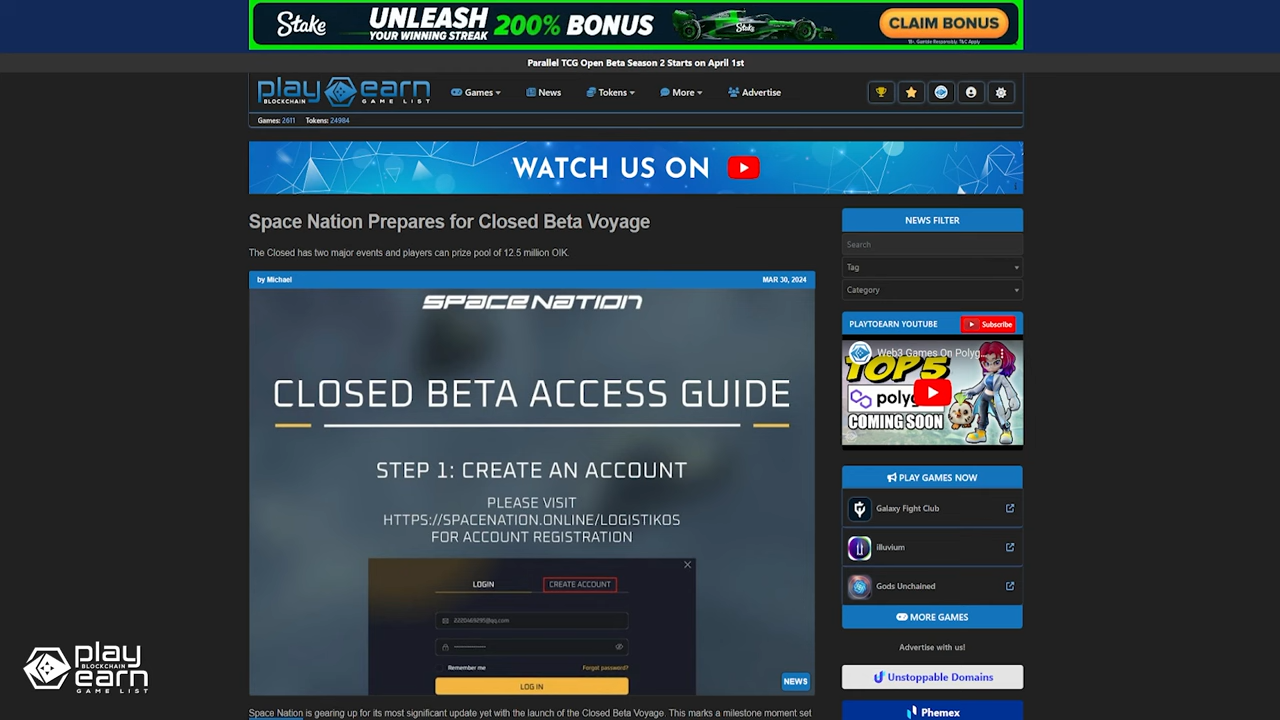 Stake
UNLEASH
YOUR WINNING STREAK
200% BONUS
Stake
CLAIM BONUS
18+. Gamble Responsibly. T&C Apply
Parallel TCG Open Beta Season 2 Starts on April 1st
play earn
BLOCKCHAIN GAME LIST
Games
News
Tokens
More
Advertise
Games: 2611 Tokens: 24984
WATCH US ON
Space Nation Prepares for Closed Beta Voyage
The Closed has two major events and players can prize pool of 12.5 million OIK.
by Michael
MAR 30, 2024
SPACE NATION
CLOSED BETA ACCESS GUIDE
STEP 1: CREATE AN ACCOUNT
PLEASE VISIT
HTTPS://SPACENATION.ONLINE/LOGISTIKOS
FOR ACCOUNT REGISTRATION
LOGIN
CREATE ACCOUNT
Remember me
Forgot password?
LOG IN
NEWS
Space Nation is gearing up for its most significant update yet with the launch of the Closed Beta Voyage. This marks a milestone moment set
NEWS FILTER
Search
Tag
Category
PLAYTOEARN YOUTUBE
Subscribe
Web3 Games On Polyg...
TOP 5
polyg
COMING SOON
PLAY GAMES NOW
Galaxy Fight Club
illuvium
Gods Unchained
MORE GAMES
Advertise with us!
Unstoppable Domains
Phemex
play
BLOCKCHAIN
earn
GAME LIST